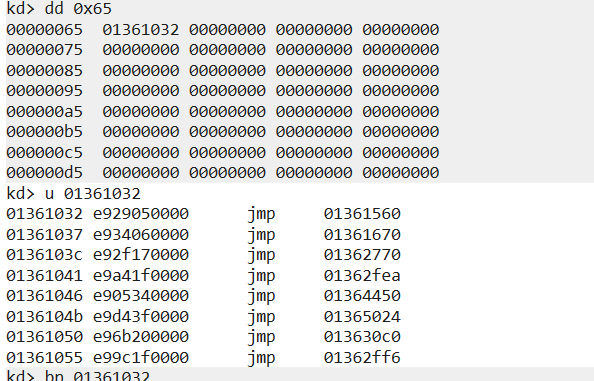 kd> dd 0x65
00000065  01361032 00000000 00000000 00000000
00000075  00000000 00000000 00000000 00000000
00000085  00000000 00000000 00000000 00000000
00000095  00000000 00000000 00000000 00000000
000000a5  00000000 00000000 00000000 00000000
000000b5  00000000 00000000 00000000 00000000
000000c5  00000000 00000000 00000000 00000000
000000d5  00000000 00000000 00000000 00000000
kd> u 01361032
01361032 e929050000      jmp     01361560
01361037 e934060000      jmp     01361670
0136103c e92f170000      jmp     01362770
01361041 e9a41f0000      jmp     01362fea
01361046 e905340000      jmp     01364450
0136104b e9d43f0000      jmp     01365024
01361050 e96b200000      jmp     013630c0
01361055 e99c1f0000      jmp     01362ff6
kd> bp 01361032